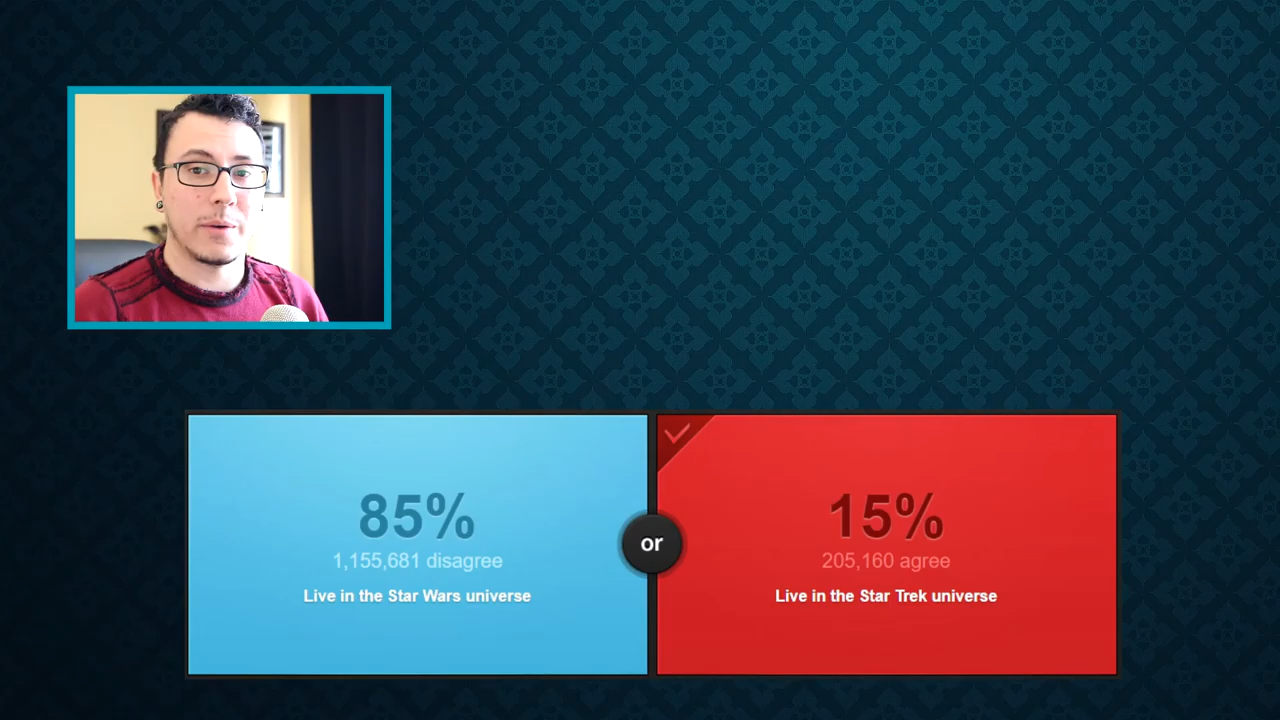 85%
1,155,681 disagree
Live in the Star Wars universe
or
15%
205,160 agree
Live in the Star Trek universe